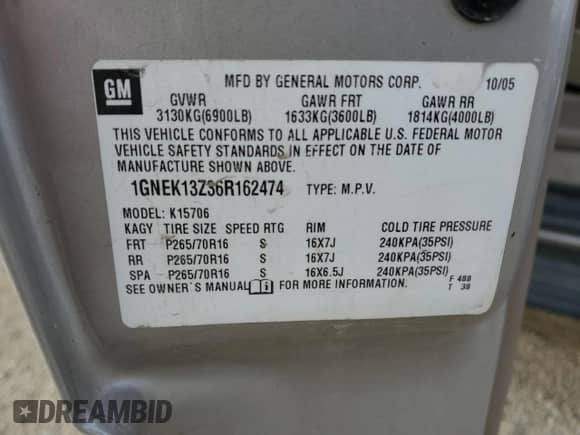 GM
MFD BY GENERAL MOTORS CORP. 10/05
GVWR GAWR FRT GAWR RR
3130KG(6900LB) 1633KG(3600LB) 1814KG(4000LB)
THIS VEHICLE CONFORMS TO ALL APPLICABLE U.S. FEDERAL MOTOR
VEHICLE SAFETY STANDARDS IN EFFECT ON THE DATE OF
MANUFACTURE SHOWN ABOVE.
1GNEK13Z36R162474 TYPE: M.P.V.
MODEL: K15706
KAGY TIRE SIZE SPEED RTG RIM COLD TIRE PRESSURE
FRT P265/70R16 S 16X7J 240KPA(35PSI)
RR P265/70R16 S 16X7J 240KPA(35PSI)
SPA P265/70R16 S 16X6.5J 240KPA(35PSI)
SEE OWNER'S MANUAL FOR MORE INFORMATION.
F 488
T 38
DREAMBID